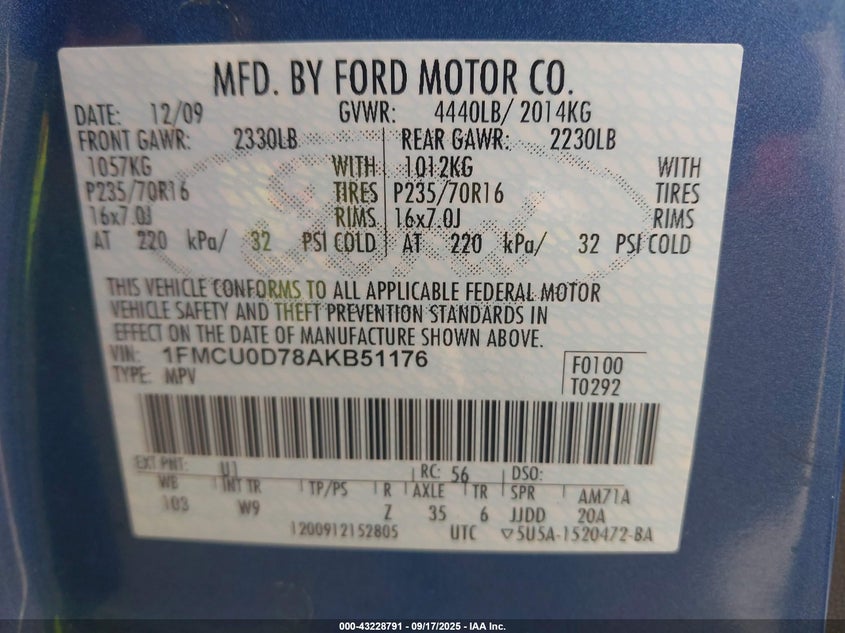 MFD. BY FORD MOTOR CO.
DATE: 12/09 GVWR: 4440LB/ 2014KG
FRONT GAWR: 2330LB REAR GAWR: 2230LB
1057KG WITH 1012KG WITH
P235/70R16 TIRES P235/70R16 TIRES
16x7.0J RIMS 16x7.0J RIMS
AT 220 kPa/ 32 PSI COLD AT 220 kPa/ 32 PSI COLD
THIS VEHICLE CONFORMS TO ALL APPLICABLE FEDERAL MOTOR
VEHICLE SAFETY AND THEFT PREVENTION STANDARDS IN
EFFECT ON THE DATE OF MANUFACTURE SHOWN ABOVE.
VIN: 1FMCU0D78AKB51176 F0100
TYPE: MPV T0292
EXT PNT: U1 RC: 56 DSO:
WB INT TR TP/PS R AXLE TR SPR AM71A
103 W9 Z 35 6 JJDD 20A
1200912152805 UTC ▽5U5A-1520472-BA
000-43228791 - 09/17/2025 - IAA Inc.